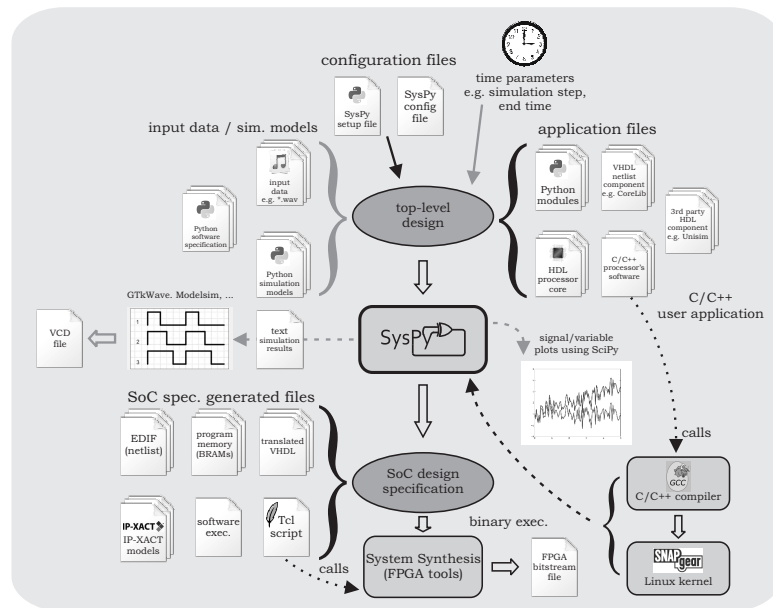 configuration files
SysPy
setup file
SysPy
config
file
time parameters
e.g. simulation step,
end time
input data / sim. models
input
data
e.g. *.wav
Python
software
specification
Python
simulation
models
top-level
design
application files
Python
modules
VHDL
netlist
component
e.g. CoreLib
3rd party
HDL
component
e.g. Unisim
HDL
processor
core
C/C++
processor's
software
C/C++
user application
GTkWave. Modelsim, ...
VCD
file
1
2
3
text
simulation
results
SysPy
signal/variable
plots using SciPy
SoC spec. generated files
EDIF
(netlist)
program
memory
(BRAMs)
translated
VHDL
IP-XACT
IP-XACT
models
software
exec.
Tcl
script
calls
SoC design
specification
System Synthesis
(FPGA tools)
binary exec.
FPGA
bitstream
file
calls
GCC
C/C++ compiler
SNAP
gear
Linux kernel